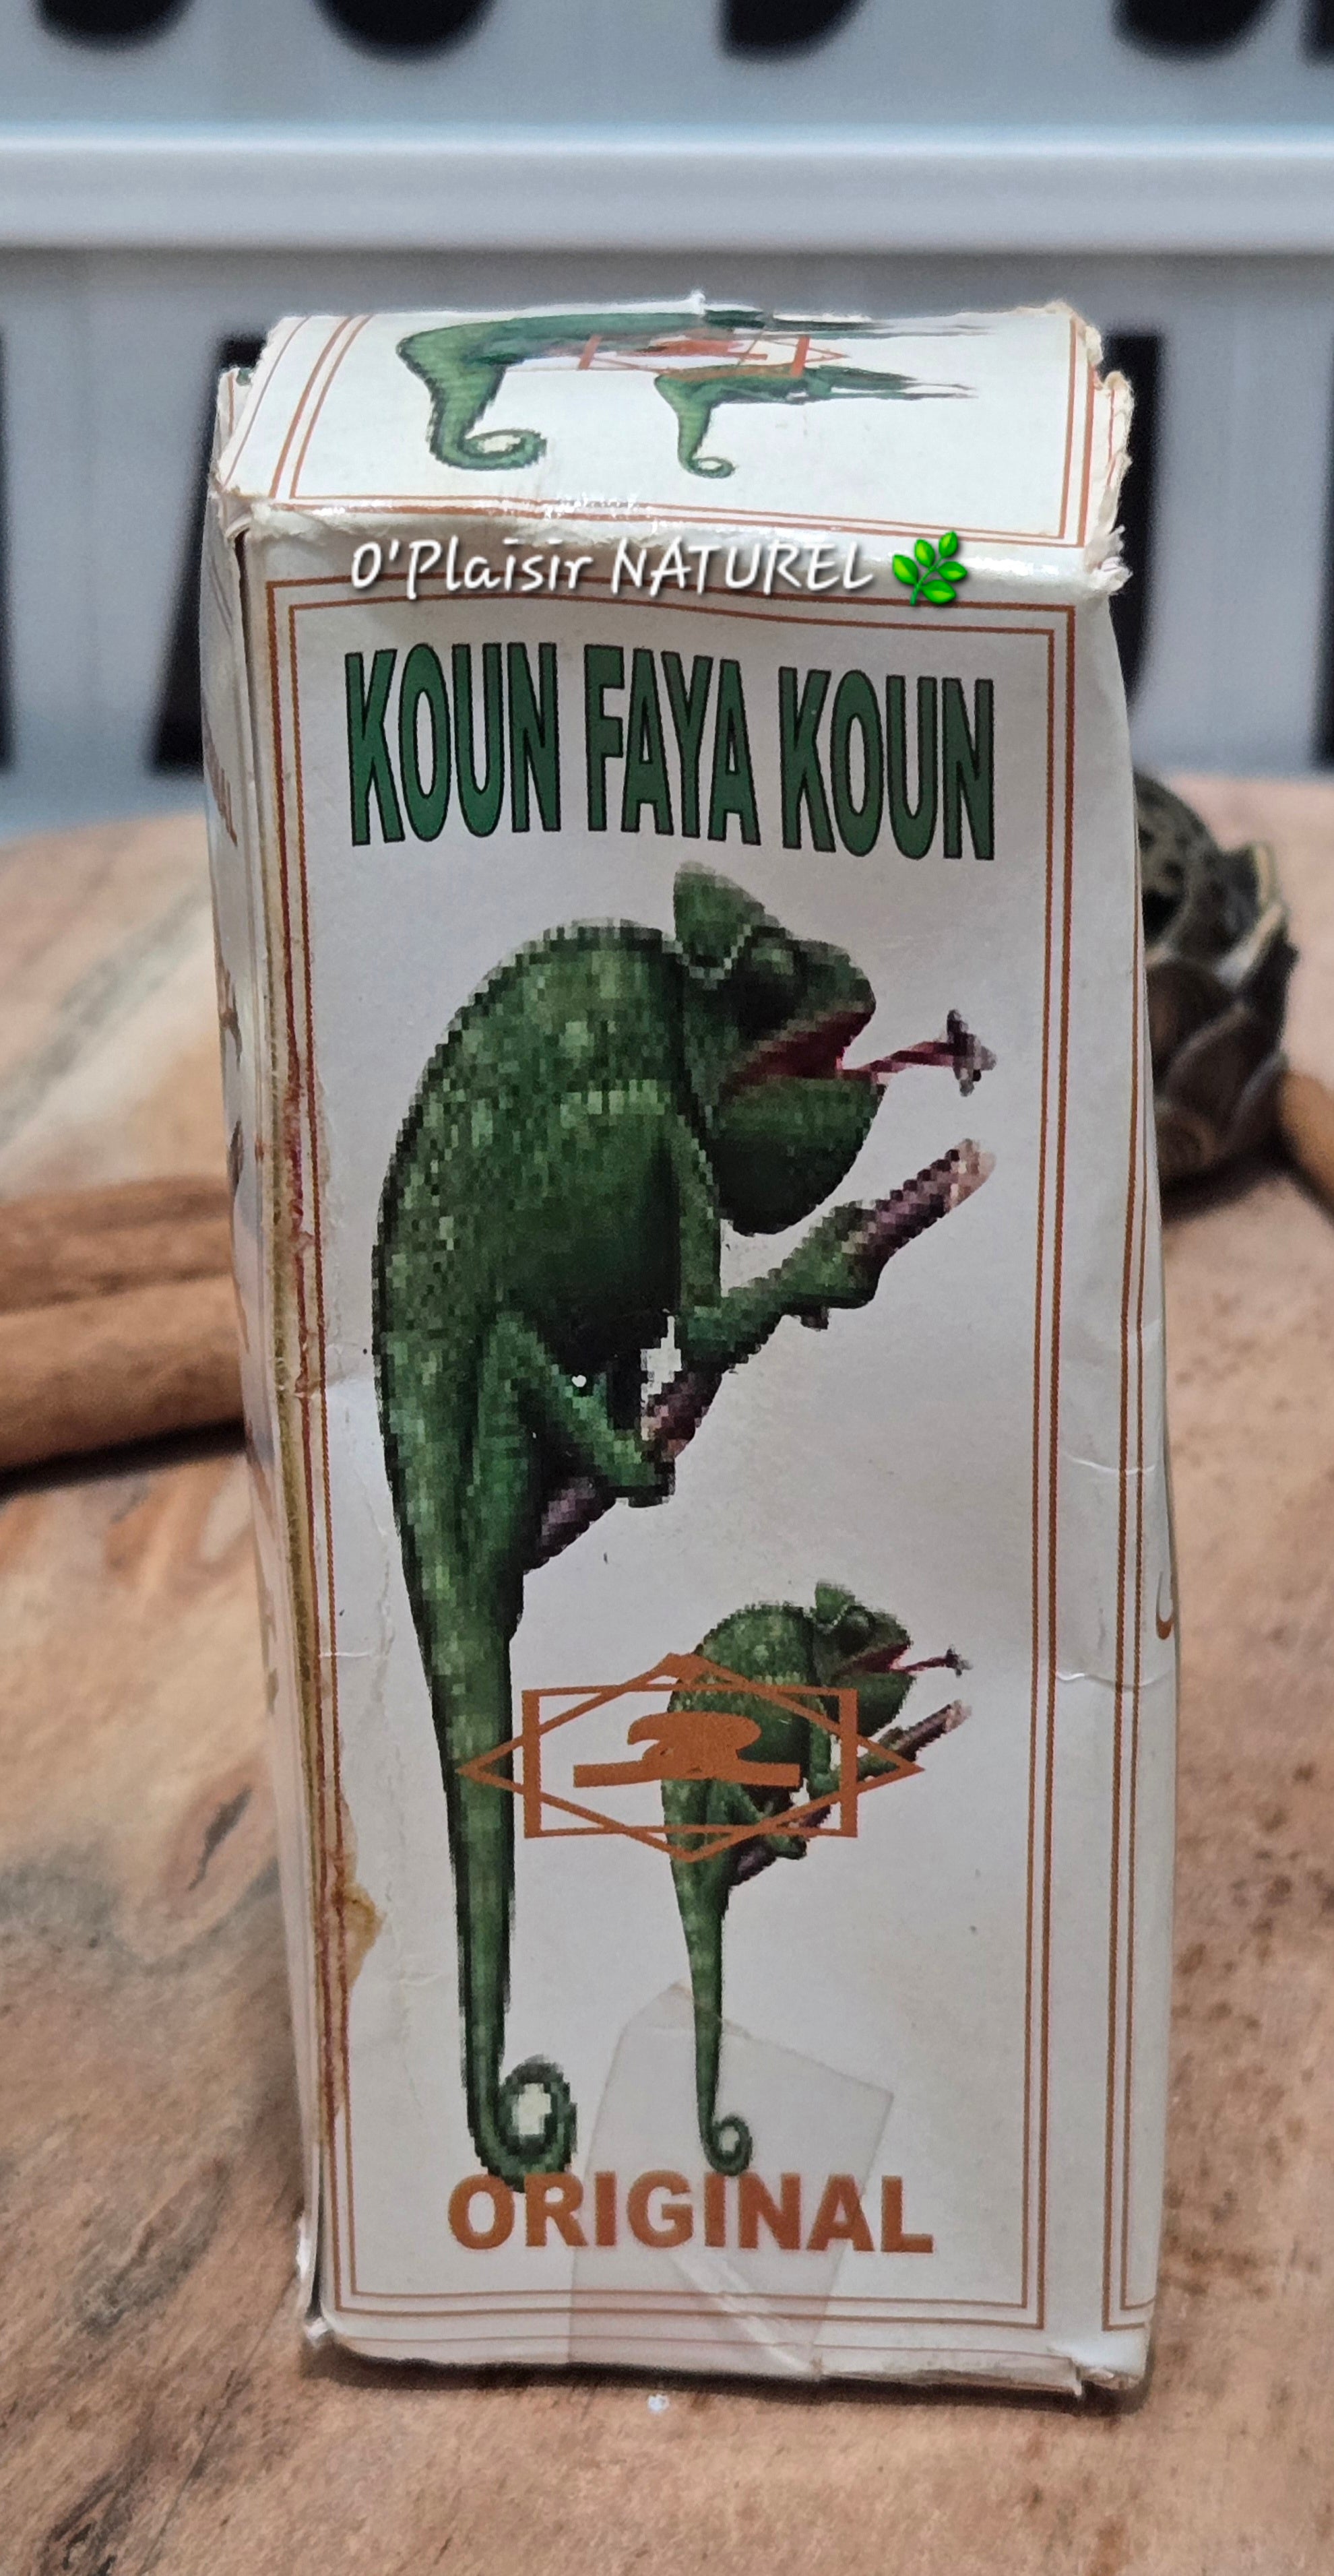 O'Plaisir NATUREL 🌿
KOUN FAYA KOUN
ORIGINAL